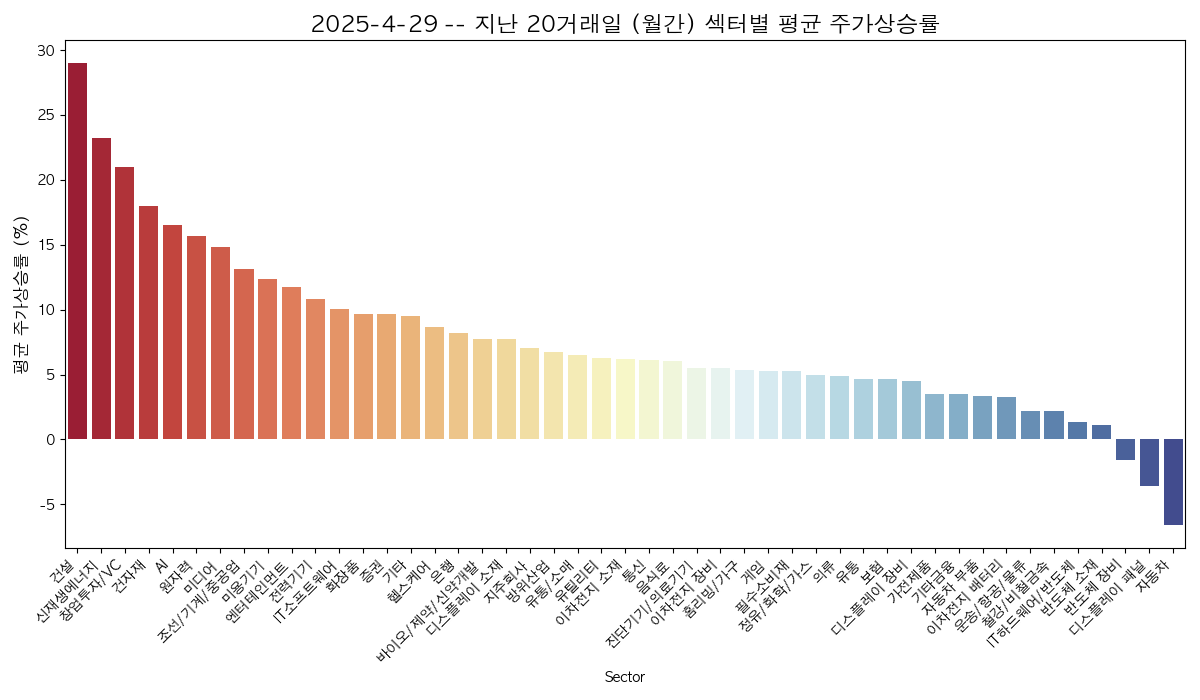 2025-4-29 -- 지난 20거래일 (월간) 섹터별 평균 주가상승률
평균 주가상승률 (%)
30
25
20
15
10
5
0
-5
건설
신재생에너지
창업투자/VC
건자재
AI
원자력
미디어
조선/기계/중공업
미용기기
엔터테인먼트
전력기기
IT소프트웨어
화장품
증권
기타
헬스케어
은행
바이오/제약/신약개발
디스플레이 소재
지주회사
방위산업
유통/소매
유틸리티
이차전지 소재
통신
음식료
진단기기/의료기기
이차전지 장비
홈리빙/가구
게임
필수소비재
정유/화학/가스
의류
유통
보험
디스플레이 장비
가전제품
기타금융
자동차 부품
이차전지 배터리
운송/항공/물류
철강/비철금속
IT하드웨어/반도체
반도체 소재
반도체 장비
디스플레이 패널
자동차
Sector